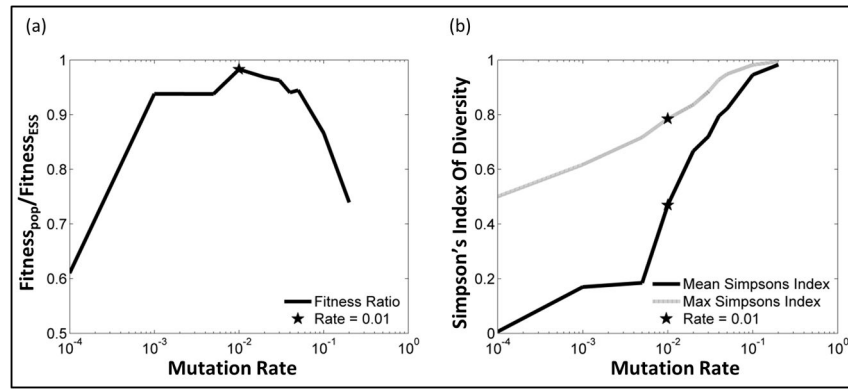 (a)
1
0.9
0.8
0.7
0.6
0.5
Fitness_pop/Fitness_ESS
Fitness Ratio
★ Rate = 0.01
10^-4
10^-3
10^-2
10^-1
10^0
Mutation Rate
(b)
1
0.8
0.6
0.4
0.2
0
Simpson's Index Of Diversity
Mean Simpsons Index
Max Simpsons Index
★ Rate = 0.01
10^-4
10^-3
10^-2
10^-1
10^0
Mutation Rate